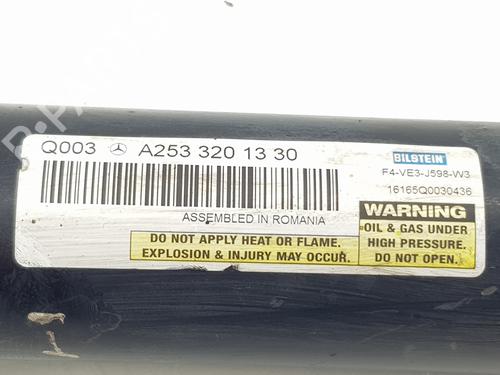 Q003 A253 320 13 30
BILSTEIN
F4-VE3-J598-W3
16165Q0030436
ASSEMBLED IN ROMANIA
WARNING
OIL & GAS UNDER
HIGH PRESSURE.
DO NOT OPEN.
DO NOT APPLY HEAT OR FLAME.
EXPLOSION & INJURY MAY OCCUR.